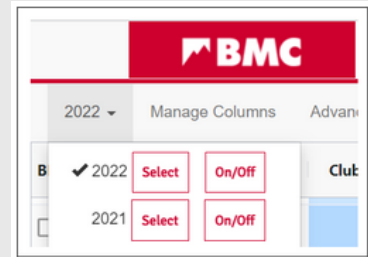 BMC
2022 Manage Columns Advan
B 2022 Select On/Off Club
2021 Select On/Off